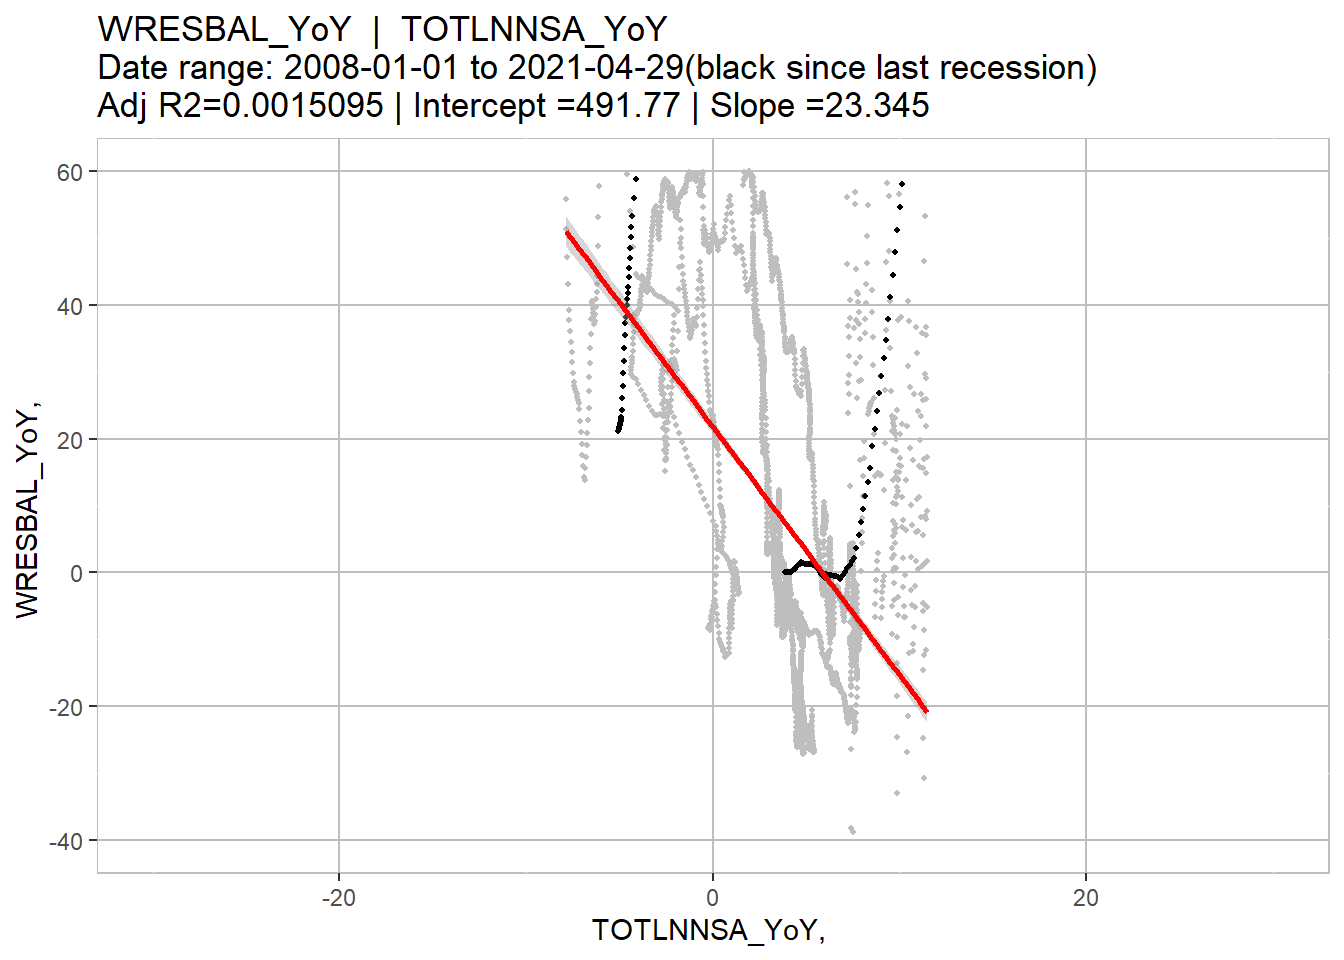 WRESBAL_YoY | TOTLNNSA_YoY
Date range: 2008-01-01 to 2021-04-29(black since last recession)
Adj R2=0.0015095 | Intercept =491.77 | Slope =23.345
60
40
20
0
-20
-40
WRESBAL_YoY,
-20
0
20
TOTLNNSA_YoY,